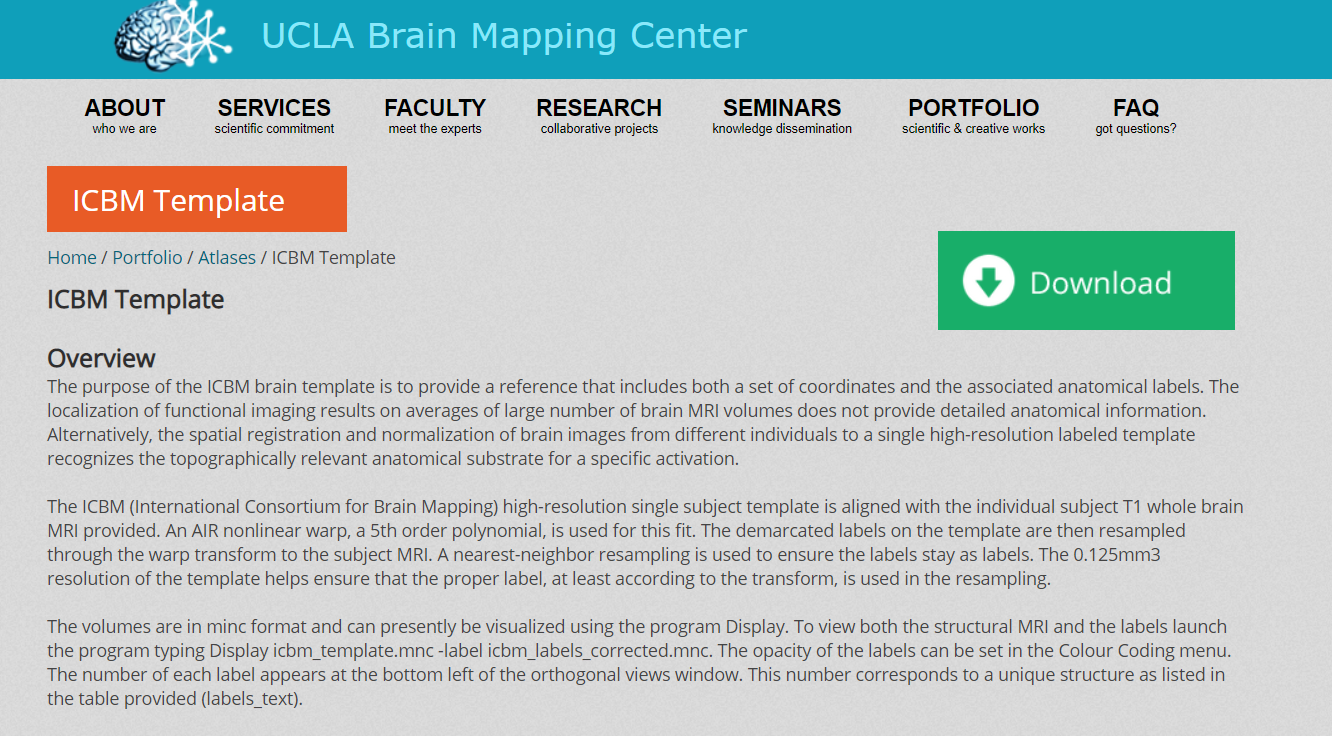 UCLA Brain Mapping Center
ABOUT
who we are
SERVICES
scientific commitment
FACULTY
meet the experts
RESEARCH
collaborative projects
SEMINARS
knowledge dissemination
PORTFOLIO
scientific & creative works
FAQ
got questions?
ICBM Template
Home / Portfolio / Atlases / ICBM Template
Download
ICBM Template
Overview
The purpose of the ICBM brain template is to provide a reference that includes both a set of coordinates and the associated anatomical labels. The
localization of functional imaging results on averages of large number of brain MRI volumes does not provide detailed anatomical information.
Alternatively, the spatial registration and normalization of brain images from different individuals to a single high-resolution labeled template
recognizes the topographically relevant anatomical substrate for a specific activation.
The ICBM (International Consortium for Brain Mapping) high-resolution single subject template is aligned with the individual subject T1 whole brain
MRI provided. An AIR nonlinear warp, a 5th order polynomial, is used for this fit. The demarcated labels on the template are then resampled
through the warp transform to the subject MRI. A nearest-neighbor resampling is used to ensure the labels stay as labels. The 0.125mm3
resolution of the template helps ensure that the proper label, at least according to the transform, is used in the resampling.
The volumes are in minc format and can presently be visualized using the program Display. To view both the structural MRI and the labels launch
the program typing Display icbm_template.mnc -label icbm_labels_corrected.mnc. The opacity of the labels can be set in the Colour Coding menu.
The number of each label appears at the bottom left of the orthogonal views window. This number corresponds to a unique structure as listed in
the table provided (labels_text).